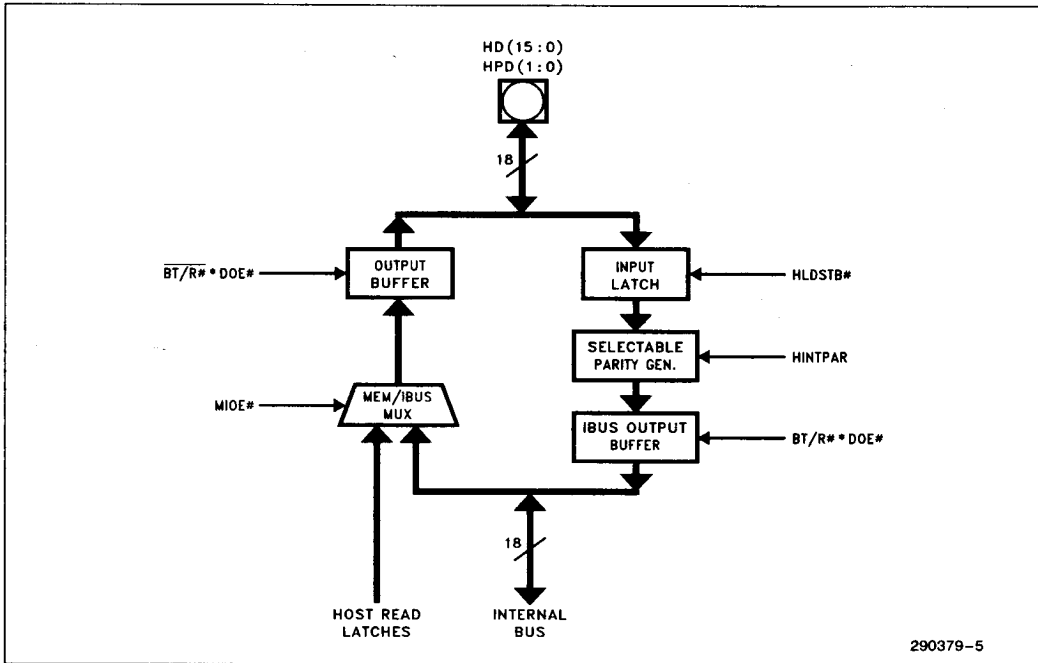 HD(15:0)
HPD(1:0)
18
OUTPUT
BUFFER
BT/R#*DOE#
INPUT
LATCH
HLDSTB#
SELECTABLE
PARITY GEN.
HINTPAR
MEM/IBUS
MUX
MIOE#
IBUS OUTPUT
BUFFER
BT/R#*DOE#
18
HOST READ
LATCHES
INTERNAL
BUS
290379-5